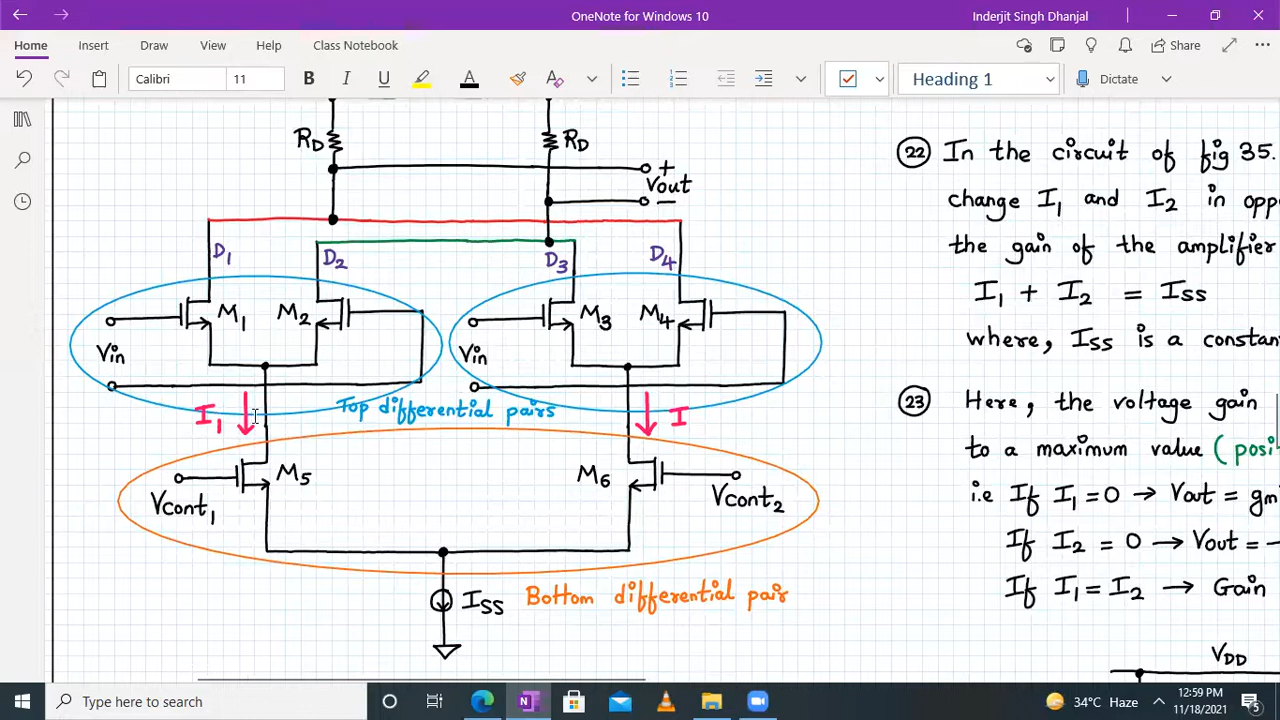 OneNote for Windows 10
Inderjit Singh Dhanjal
Home Insert Draw View Help Class Notebook
Share
Calibri 11 B I U A Heading 1 Dictate
RD RD
+
Vout
−
D1 D2 D3 D4
M1 M2 M3 M4
Vin Vin
I1 Top differential pairs I
M5 M6
Vcont1 Vcont2
ISS Bottom differential pair
22 In the circuit of fig 35.
change I1 and I2 in opp
the gain of the amplifier
I1 + I2 = ISS
where, ISS is a constan
23 Here, the voltage gain
to a maximum value (posi
i.e If I1=0 → Vout = gm
If I2 = 0 → Vout = −
If I1 = I2 → Gain
VDD
Type here to search
34°C Haze
12:59 PM
11/18/2021
5